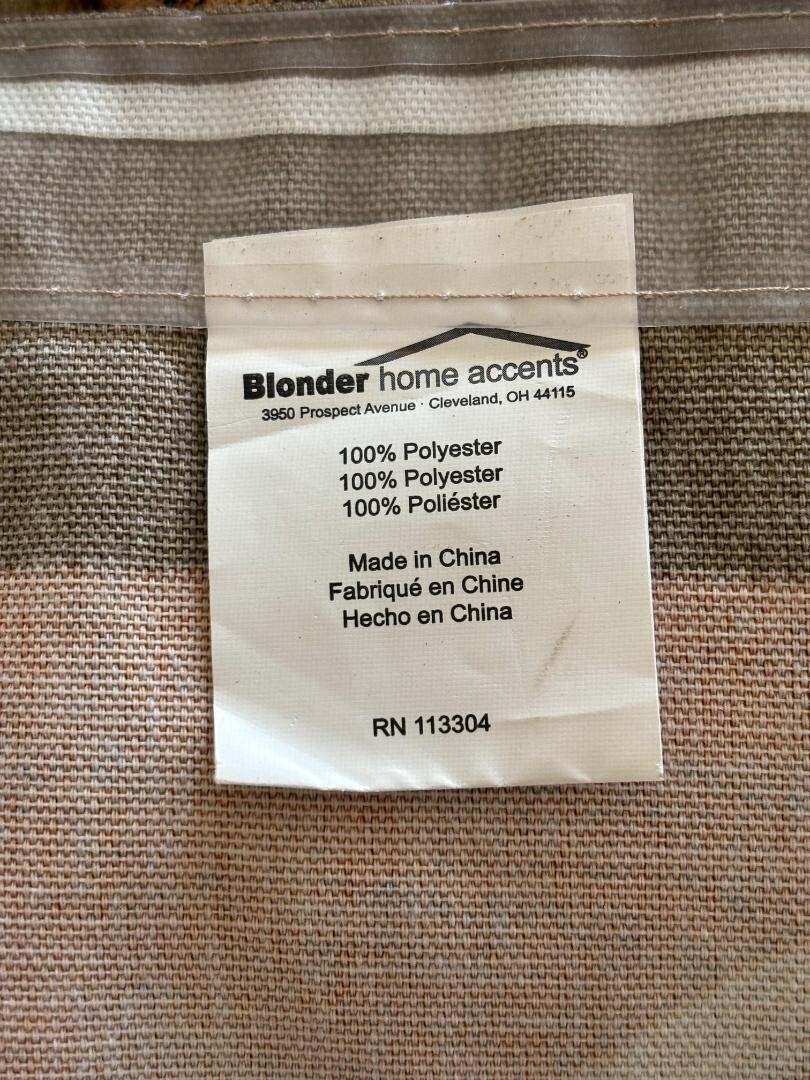 Blonder home accents®
3950 Prospect Avenue · Cleveland, OH 44115
100% Polyester
100% Polyester
100% Poliéster
Made in China
Fabriqué en Chine
Hecho en China
RN 113304